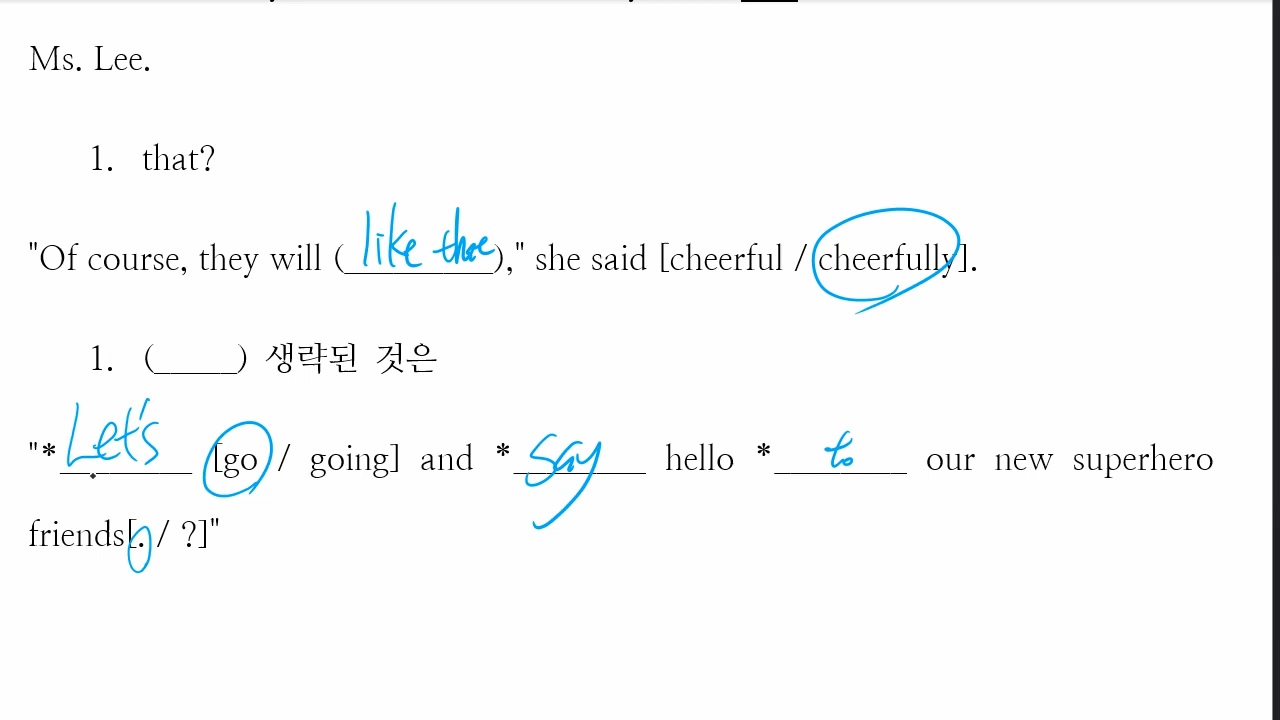 Ms. Lee.
1. that?
"Of course, they will (like )," she said [cheerful / cheerfully].
1. (_____) 생략된 것은
"*Let's [go / going] and *say hello *to our new superhero
friends[. / ?]"